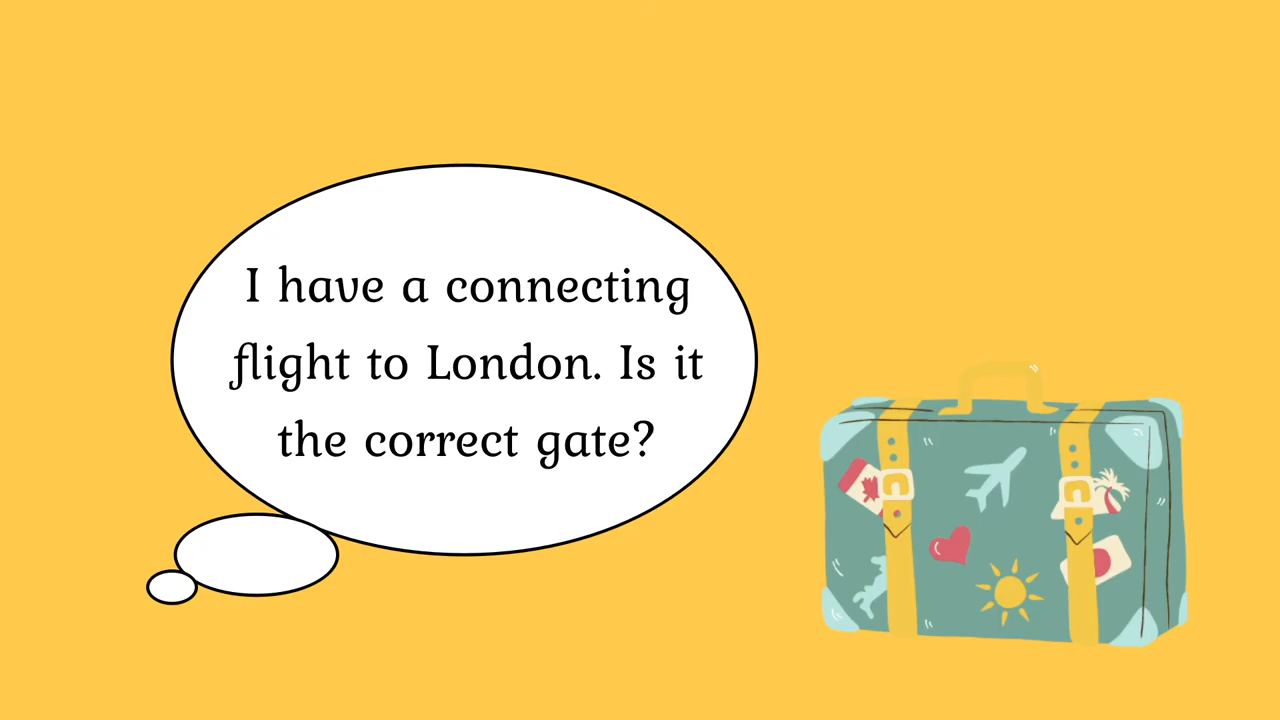 I have a connecting
flight to London. Is it
the correct gate?